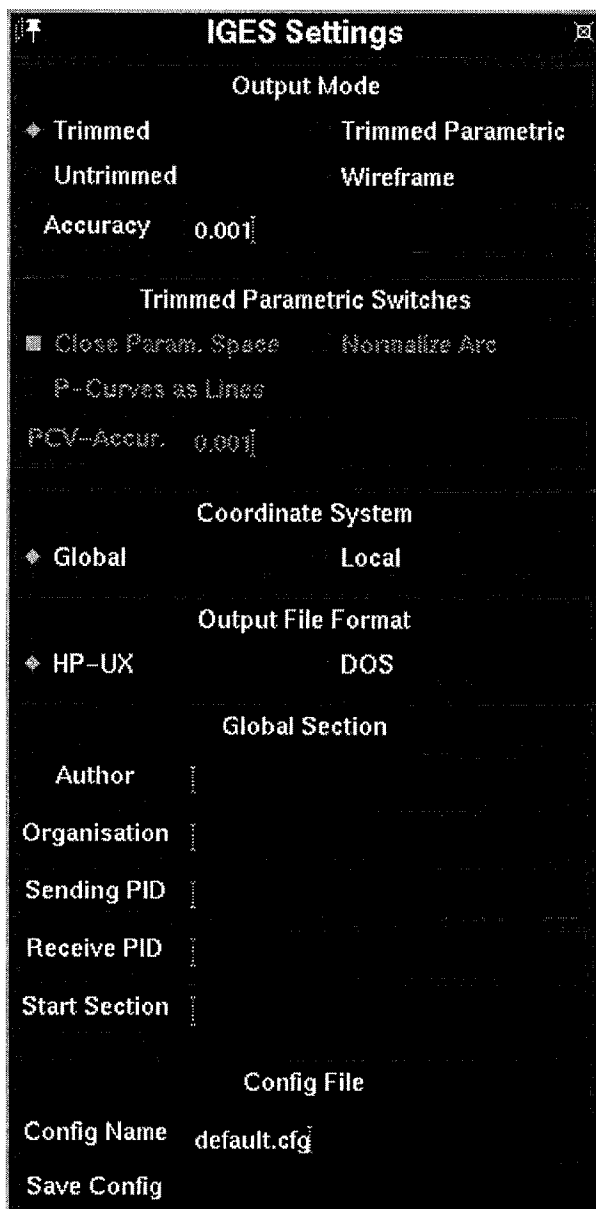 IGES Settings
Output Mode
Trimmed Trimmed Parametric
Untrimmed Wireframe
Accuracy 0.001
Trimmed Parametric Switches
Close Param. Space Normalize Arc
P-Curves as Lines
PCV-Accur. 0.001
Coordinate System
Global Local
Output File Format
HP-UX DOS
Global Section
Author
Organisation
Sending PID
Receive PID
Start Section
Config File
Config Name default.cfg
Save Config